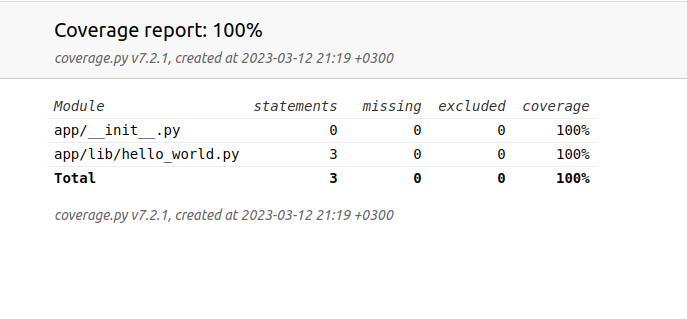 Coverage report: 100%
coverage.py v7.2.1, created at 2023-03-12 21:19 +0300
Module statements missing excluded coverage
app/__init__.py 0 0 0 100%
app/lib/hello_world.py 3 0 0 100%
Total 3 0 0 100%
coverage.py v7.2.1, created at 2023-03-12 21:19 +0300